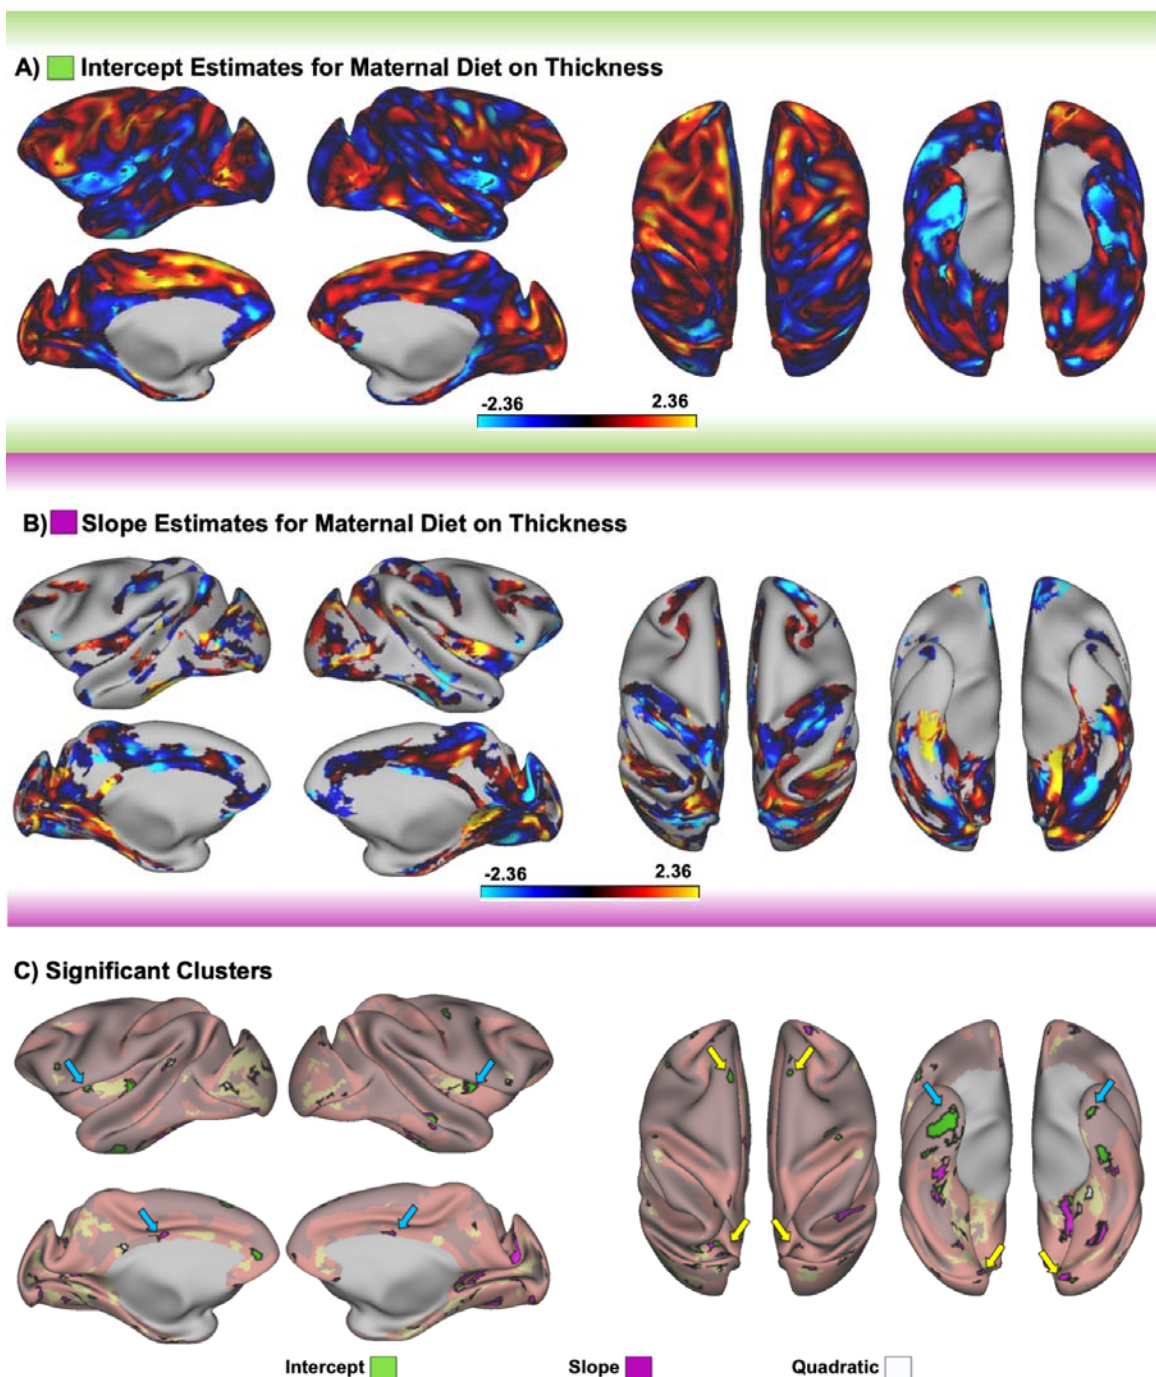 A) Intercept Estimates for Maternal Diet on Thickness
-2.36 2.36
B) Slope Estimates for Maternal Diet on Thickness
-2.36 2.36
C) Significant Clusters
Intercept Slope Quadratic